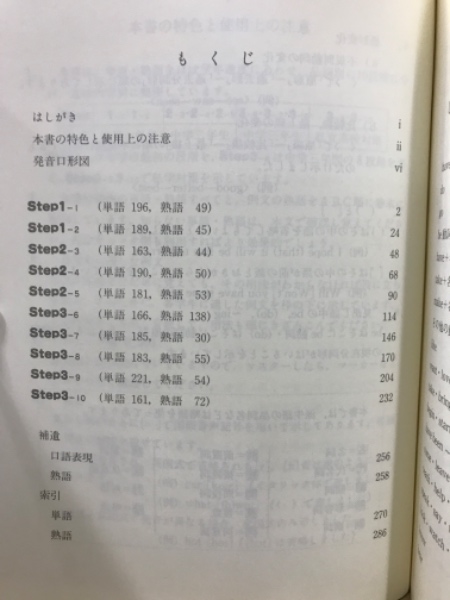 もくじ
はしがき i
本書の特色と使用上の注意 ii
発音口形図 vi
Step1-1 (単語 196, 熟語 49) 2
Step1-2 (単語 189, 熟語 45) 24
Step2-3 (単語 163, 熟語 44) 48
Step2-4 (単語 190, 熟語 50) 68
Step2-5 (単語 181, 熟語 53) 90
Step3-6 (単語 166, 熟語 138) 114
Step3-7 (単語 185, 熟語 30) 146
Step3-8 (単語 183, 熟語 55) 170
Step3-9 (単語 221, 熟語 54) 204
Step3-10 (単語 161, 熟語 72) 232
補遺
口語表現 256
熟語 258
索引
単語 270
熟語 286